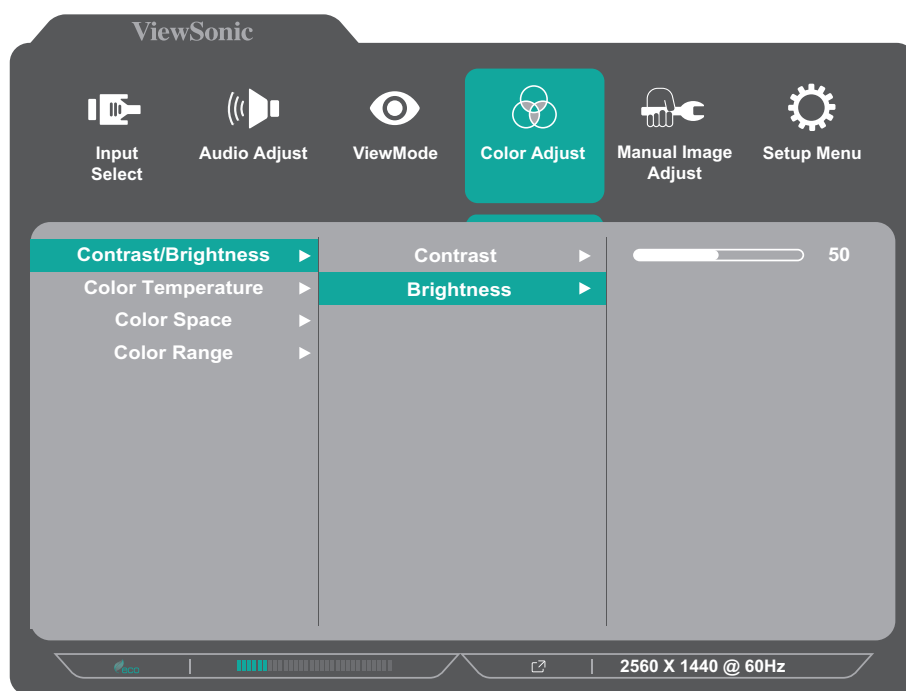 ViewSonic
Input Select
Audio Adjust
ViewMode
Color Adjust
Manual Image Adjust
Setup Menu
Contrast/Brightness
Color Temperature
Color Space
Color Range
Contrast
Brightness
50
eco
2560 X 1440 @ 60Hz